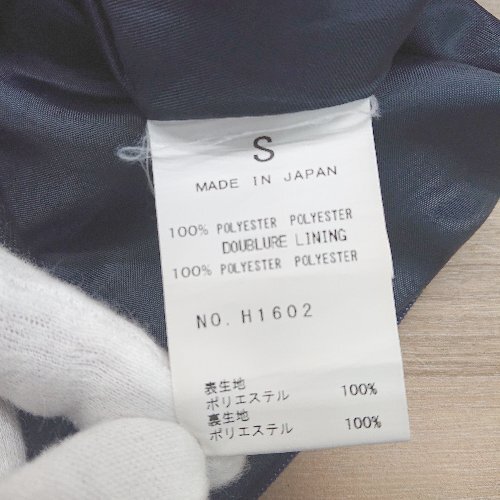 S
MADE IN JAPAN
100% POLYESTER POLYESTER
DOUBLURE LINING
100% POLYESTER POLYESTER
NO. H1602
表生地
ポリエステル 100%
裏生地
ポリエステル 100%